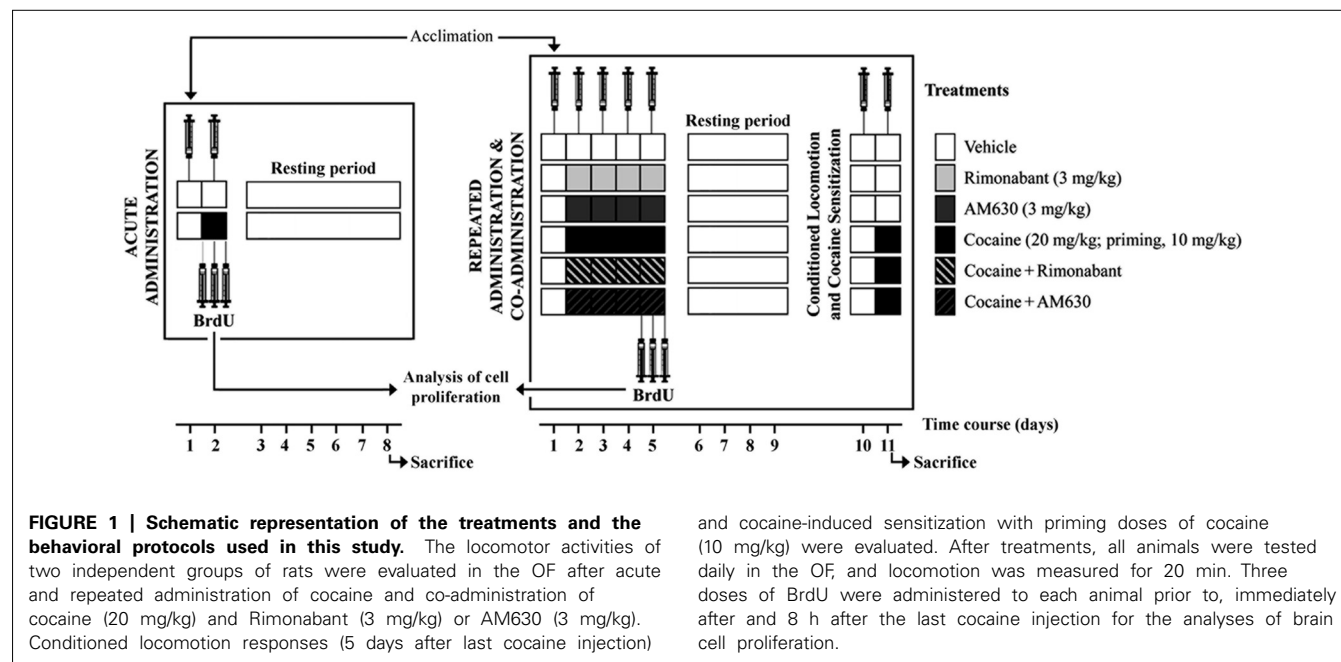 Acclimation
ACUTE
ADMINISTRATION
Resting period
BrdU
REPEATED
ADMINISTRATION &
CO-ADMINISTRATION
Resting period
BrdU
Conditioned Locomotion
and Cocaine Sensitization
Treatments
Vehicle
Rimonabant (3 mg/kg)
AM630 (3 mg/kg)
Cocaine (20 mg/kg; priming, 10 mg/kg)
Cocaine + Rimonabant
Cocaine + AM630
Analysis of cell
proliferation
Time course (days)
1 2 3 4 5 6 7 8
Sacrifice
1 2 3 4 5 6 7 8 9 10 11
Sacrifice
FIGURE 1 | Schematic representation of the treatments and the
behavioral protocols used in this study. The locomotor activities of
two independent groups of rats were evaluated in the OF after acute
and repeated administration of cocaine and co-administration of
cocaine (20 mg/kg) and Rimonabant (3 mg/kg) or AM630 (3 mg/kg).
Conditioned locomotion responses (5 days after last cocaine injection)
and cocaine-induced sensitization with priming doses of cocaine
(10 mg/kg) were evaluated. After treatments, all animals were tested
daily in the OF, and locomotion was measured for 20 min. Three
doses of BrdU were administered to each animal prior to, immediately
after and 8 h after the last cocaine injection for the analyses of brain
cell proliferation.